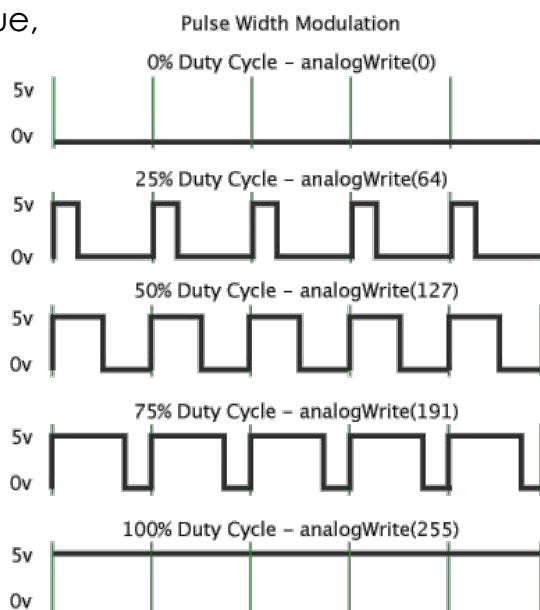 Pulse Width Modulation
0% Duty Cycle – analogWrite(0)
5v
0v
25% Duty Cycle – analogWrite(64)
5v
0v
50% Duty Cycle – analogWrite(127)
5v
0v
75% Duty Cycle – analogWrite(191)
5v
0v
100% Duty Cycle – analogWrite(255)
5v
0v